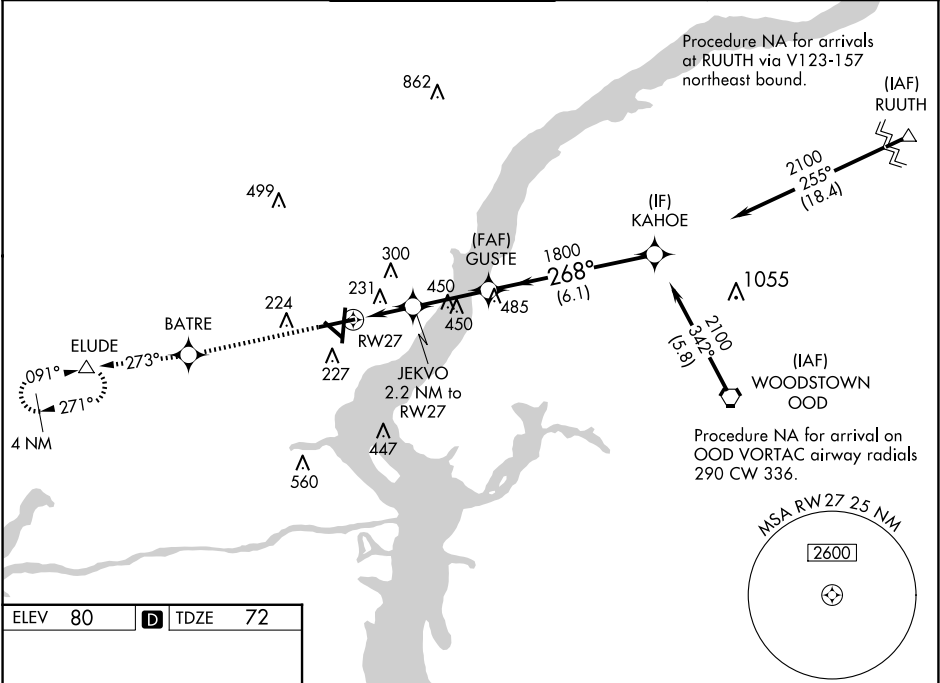 Procedure NA for arrivals
at RUUTH via V123-157
northeast bound.
(IAF)
RUUTH
862
2100
255°
(18.4)
499
(IF)
KAHOE
(FAF)
GUSTE
1800
268°
(6.1)
1055
300
231
450
450
485
224
RW27
227
BATRE
ELUDE
273°
091°
271°
4 NM
JEKVO
2.2 NM to
RW27
2100
342°
(5.8)
(IAF)
WOODSTOWN
OOD
447
560
Procedure NA for arrival on
OOD VORTAC airway radials
290 CW 336.
MSA RW27 25 NM
2600
ELEV 80 D TDZE 72